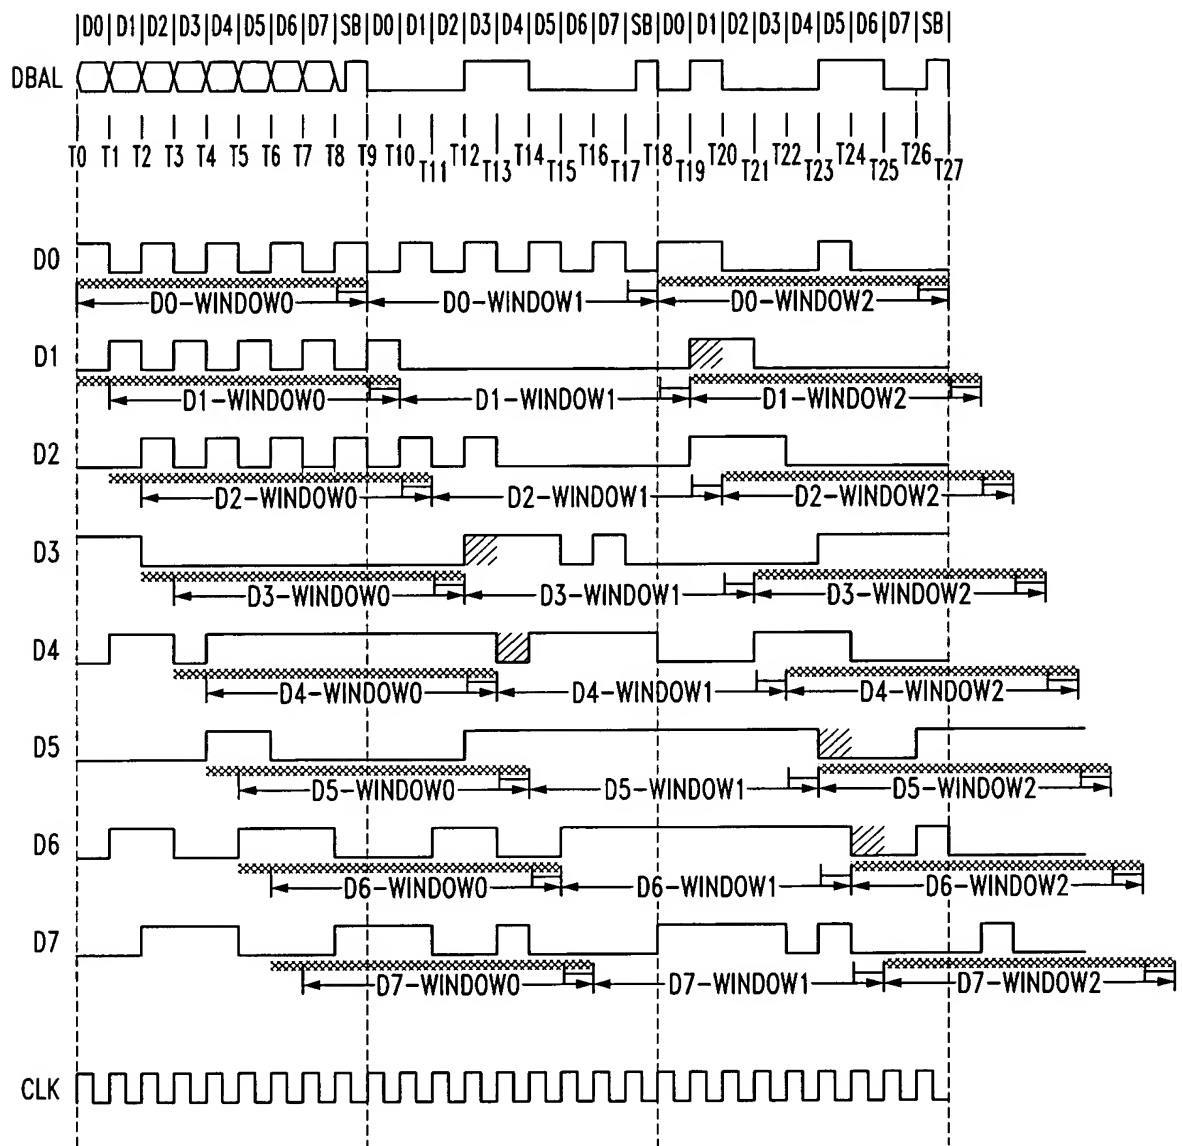 |D0|D1|D2|D3|D4|D5|D6|D7|SB|D0|D1|D2|D3|D4|D5|D6|D7|SB|D0|D1|D2|D3|D4|D5|D6|D7|SB|
DBAL
T0 T1 T2 T3 T4 T5 T6 T7 T8 T9 T10 T11 T12 T13 T14 T15 T16 T17 T18 T19 T20 T21 T22 T23 T24 T25 T26 T27
D0
D0-WINDOW0 D0-WINDOW1 D0-WINDOW2
D1
D1-WINDOW0 D1-WINDOW1 D1-WINDOW2
D2
D2-WINDOW0 D2-WINDOW1 D2-WINDOW2
D3
D3-WINDOW0 D3-WINDOW1 D3-WINDOW2
D4
D4-WINDOW0 D4-WINDOW1 D4-WINDOW2
D5
D5-WINDOW0 D5-WINDOW1 D5-WINDOW2
D6
D6-WINDOW0 D6-WINDOW1 D6-WINDOW2
D7
D7-WINDOW0 D7-WINDOW1 D7-WINDOW2
CLK